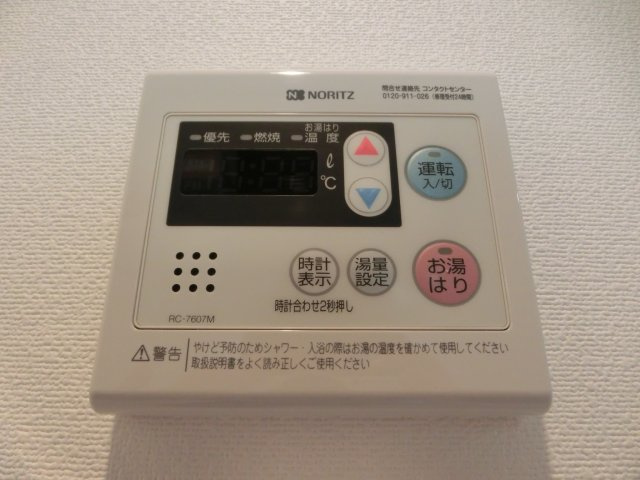 NORITZ
問合せ連絡先 コンタクトセンター
0120-911-026 (修理受付24時間)
お湯はり
優先 燃焼 温度
ℓ
℃
運転
入/切
時計
表示
湯量
設定
お湯
はり
時計合わせ2秒押し
RC-7607M
警告
やけど予防のためシャワー・入浴の際はお湯の温度を確かめて使用してください
取扱説明書をよく読み正しくご使用ください